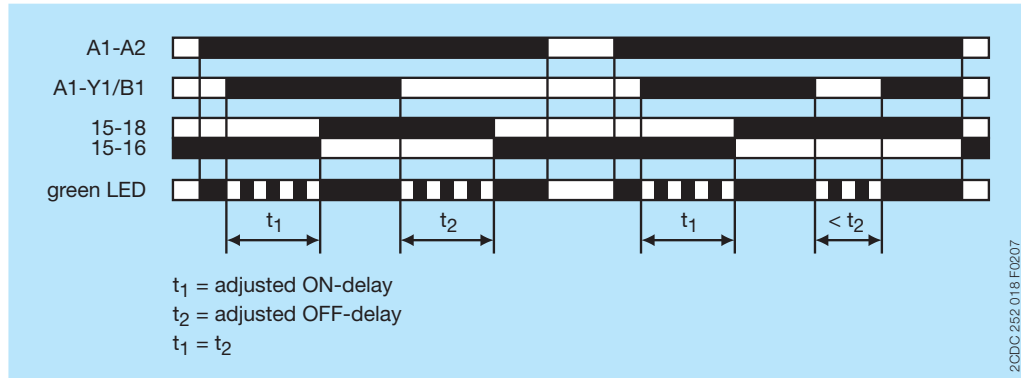 A1-A2
A1-Y1/B1
15-18
15-16
green LED
t1 t2 t1 < t2
t1 = adjusted ON-delay
t2 = adjusted OFF-delay
t1 = t2
2CDC 252 018 F0207